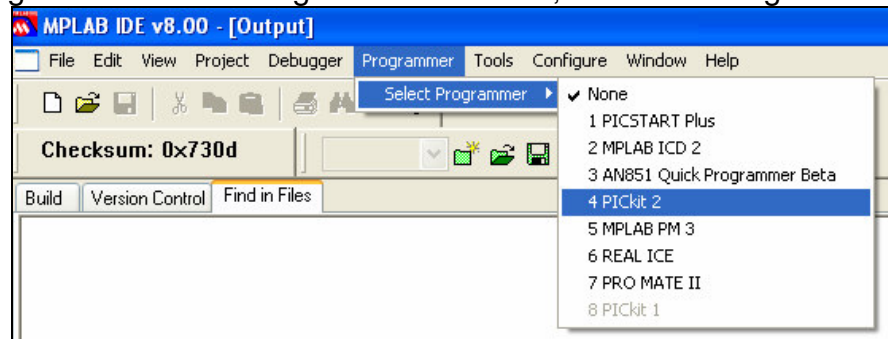 MPLAB IDE v8.00 - [Output]
File Edit View Project Debugger Programmer Tools Configure Window Help
Select Programmer
None
1 PICSTART Plus
2 MPLAB ICD 2
3 AN851 Quick Programmer Beta
4 PICkit 2
5 MPLAB PM 3
6 REAL ICE
7 PRO MATE II
8 PICkit 1
Checksum: 0x730d
Build Version Control Find in Files